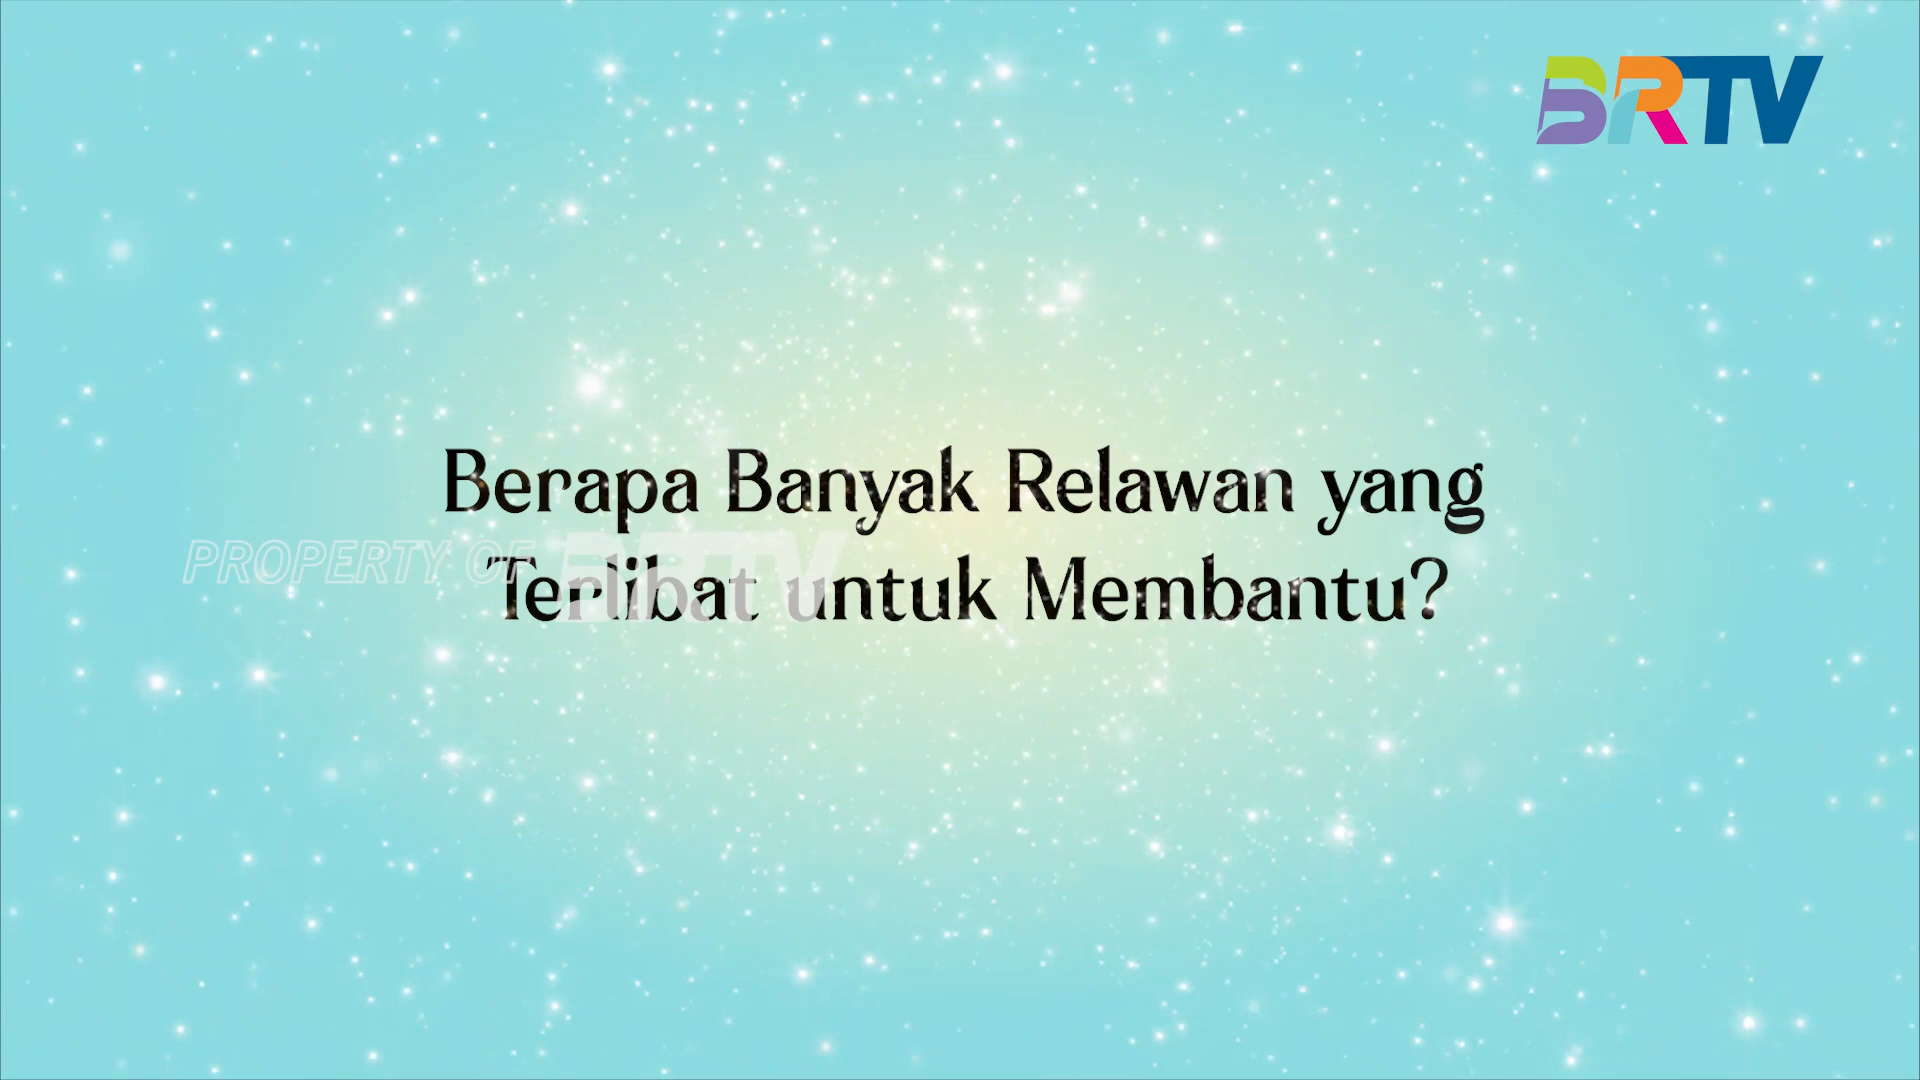 BRTV
Berapa Banyak Relawan yang
PROPERTY OF BRTV
Terlibat untuk Membantu?